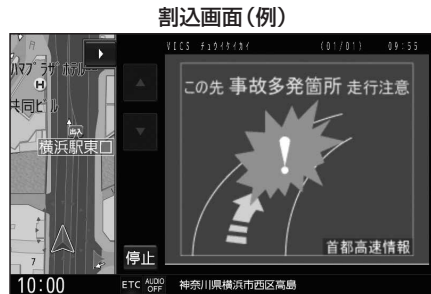 割込画面（例）
VICS ﾁｭｳｲｹｲｶｲ (01/01) 09:55
ﾊﾏﾌﾟﾗｻﾞﾎﾃﾙ
H
共同ビル
出入
横浜駅東口
この先 事故多発箇所 走行注意
!
首都高速情報
停止
7
10:00
ETC AUDIO OFF 神奈川県横浜市西区高島